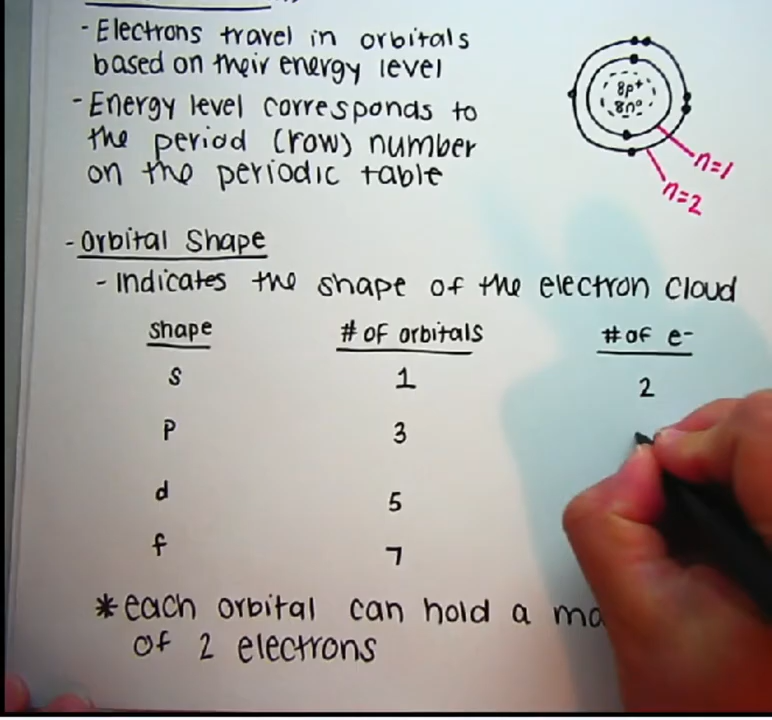 - Electrons travel in orbitals
based on their energy level
- Energy level corresponds to
the period (row) number
on the periodic table
8p+
8n°
n=1
n=2
- Orbital Shape
- Indicates the shape of the electron cloud
shape # of orbitals # of e-
s 1 2
p 3
d 5
f 7
* each orbital can hold a
of 2 electrons